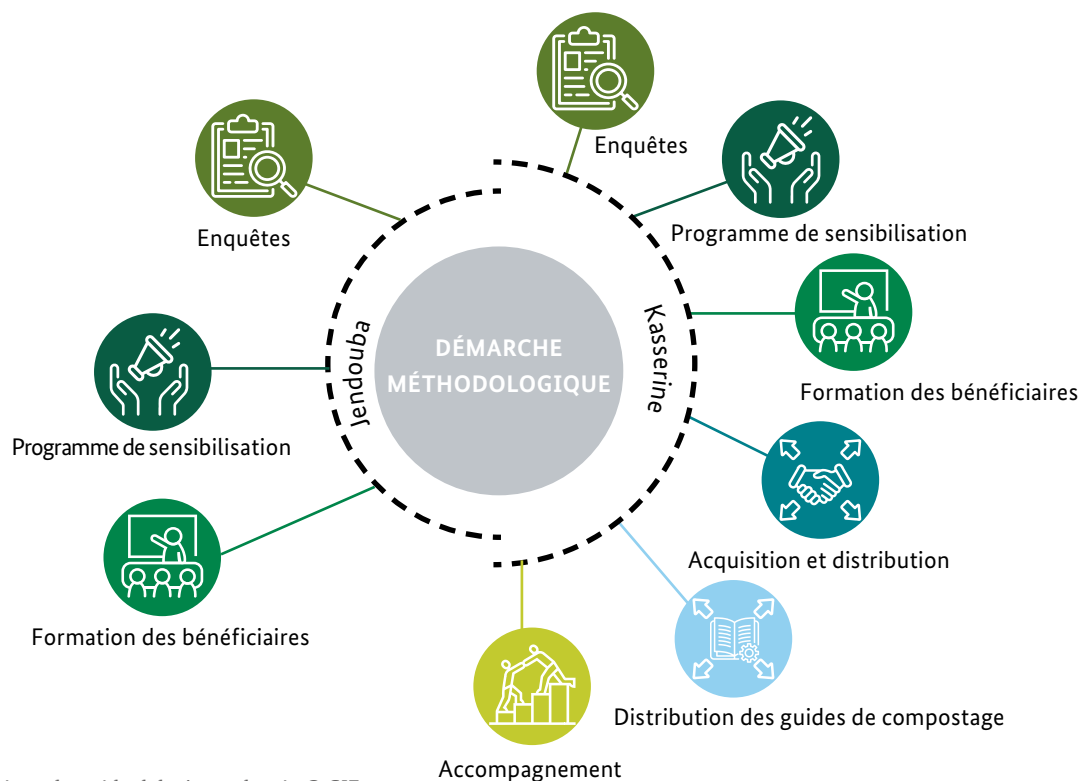 Enquêtes
Enquêtes
Programme de sensibilisation
Kasserine
Jendouba
DÉMARCHE
MÉTHODOLOGIQUE
Formation des bénéficiaires
Programme de sensibilisation
Acquisition et distribution
Formation des bénéficiaires
Distribution des guides de compostage
Accompagnement